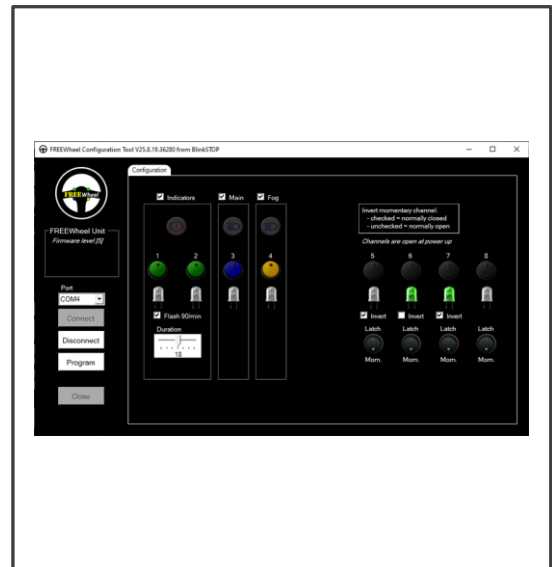 FREEWheel Configuration Tool V25.8.19.36280 from BlinkSTOP
FREEWheel
FREEWheel Unit
Firmware level [5]
Port
COM4
Connect
Disconnect
Program
Close
Configuration
Indicators
Main
Fog
1
2
3
4
Flash 90/min
Duration
18
Invert momentary channel:
- checked = normally closed
- unchecked = normally open
Channels are open at power up
5
6
7
8
Invert
Invert
Invert
Latch
Latch
Latch
Latch
Mom.
Mom.
Mom.
Mom.